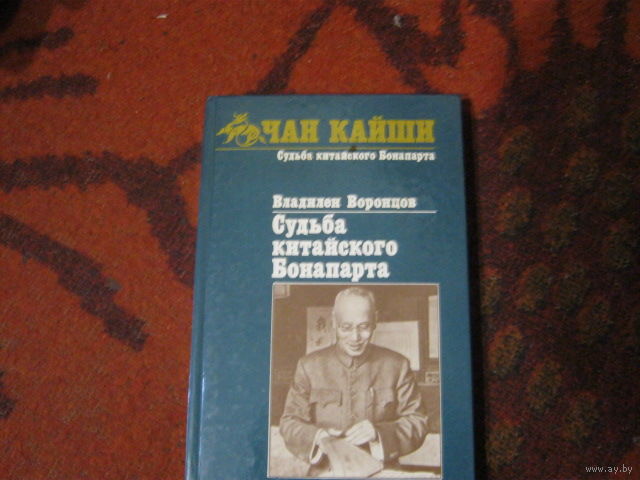 ЧАН КАЙШИ
Судьба китайского Бонапарта
Владилен Воронцов
Судьба
китайского
Бонапарта
www.ay.by